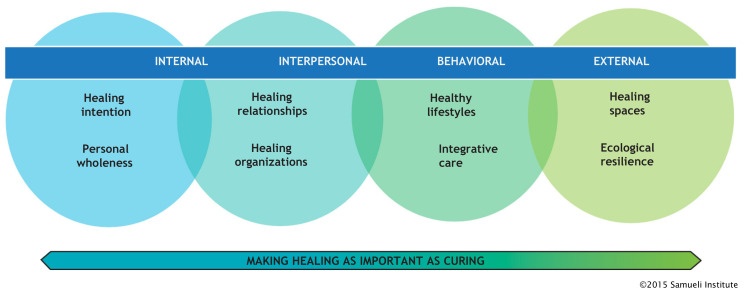 INTERNAL INTERPERSONAL BEHAVIORAL EXTERNAL
Healing
intention
Personal
wholeness
Healing
relationships
Healing
organizations
Healthy
lifestyles
Integrative
care
Healing
spaces
Ecological
resilience
MAKING HEALING AS IMPORTANT AS CURING
©2015 Samueli Institute